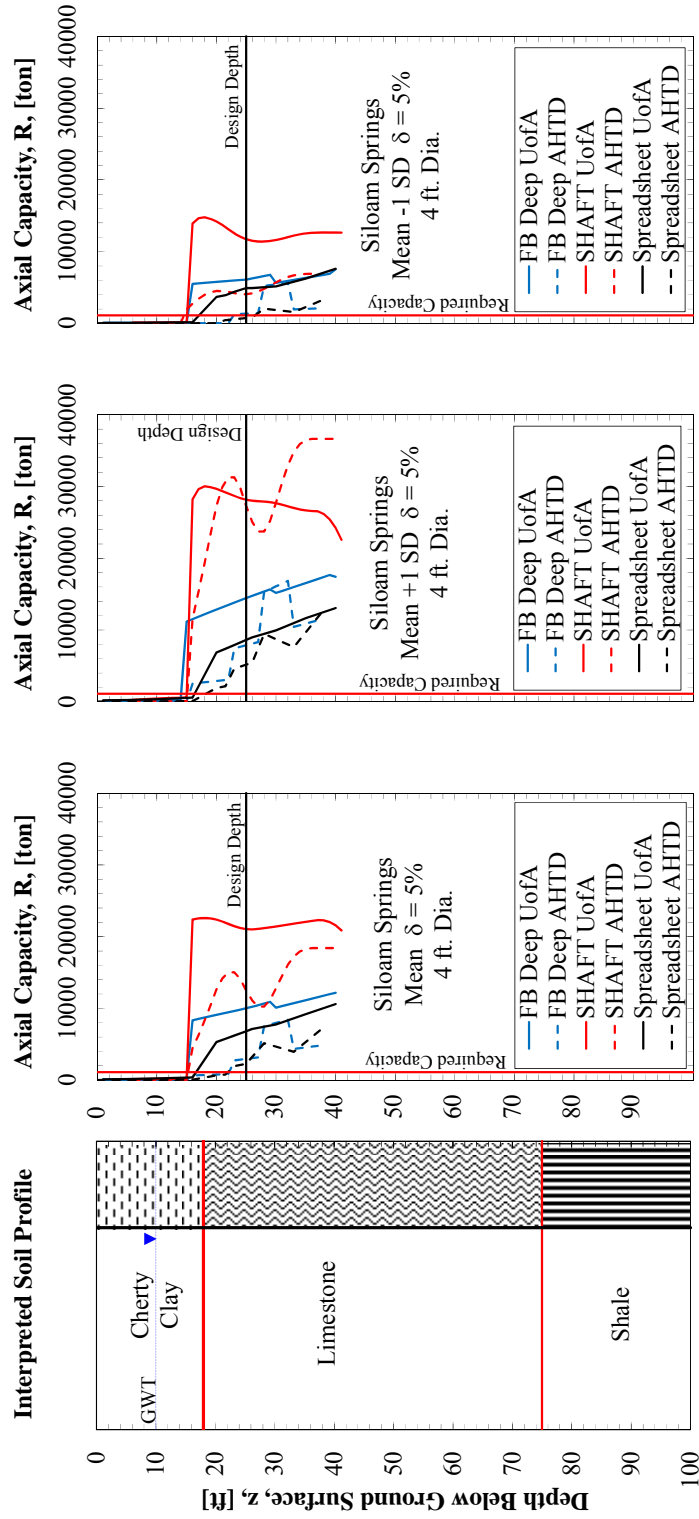 Interpreted Soil Profile
Depth Below Ground Surface, z, [ft]
0
10
20
30
40
50
60
70
80
90
100
GWT
Cherty
Clay
Limestone
Shale
Axial Capacity, R, [ton]
0 10000 20000 30000 40000
Design Depth
Required Capacity
Siloam Springs
Mean δ = 5%
4 ft. Dia.
FB Deep UofA
FB Deep AHTD
SHAFT UofA
SHAFT AHTD
Spreadsheet UofA
Spreadsheet AHTD
Axial Capacity, R, [ton]
0 10000 20000 30000 40000
Design Depth
Required Capacity
Siloam Springs
Mean +1 SD δ = 5%
4 ft. Dia.
FB Deep UofA
FB Deep AHTD
SHAFT UofA
SHAFT AHTD
Spreadsheet UofA
Spreadsheet AHTD
Axial Capacity, R, [ton]
0 10000 20000 30000 40000
Design Depth
Required Capacity
Siloam Springs
Mean -1 SD δ = 5%
4 ft. Dia.
FB Deep UofA
FB Deep AHTD
SHAFT UofA
SHAFT AHTD
Spreadsheet UofA
Spreadsheet AHTD